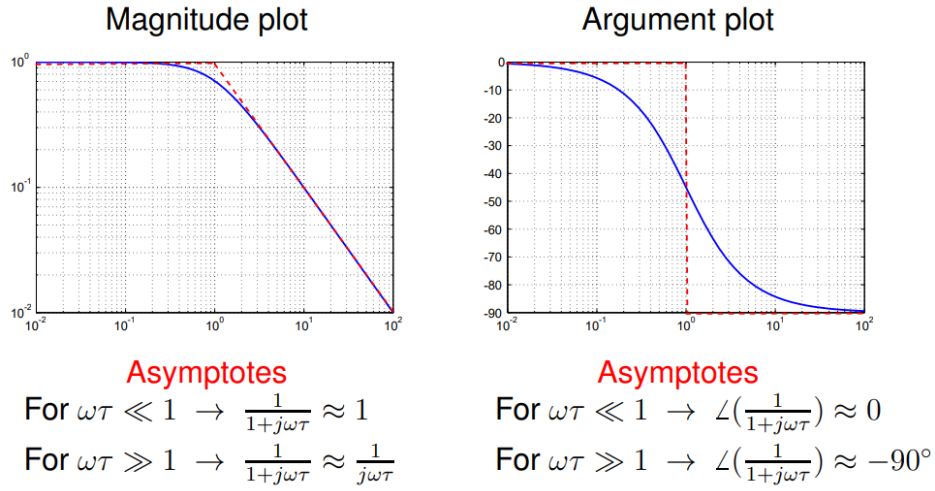 Magnitude plot
10^0
10^-1
10^-2
10^-2 10^-1 10^0 10^1 10^2
Asymptotes
For ωτ ≪ 1 → 1/(1+jωτ) ≈ 1
For ωτ ≫ 1 → 1/(1+jωτ) ≈ 1/(jωτ)
Argument plot
0
-10
-20
-30
-40
-50
-60
-70
-80
-90
10^-2 10^-1 10^0 10^1 10^2
Asymptotes
For ωτ ≪ 1 → ∠(1/(1+jωτ)) ≈ 0
For ωτ ≫ 1 → ∠(1/(1+jωτ)) ≈ −90°